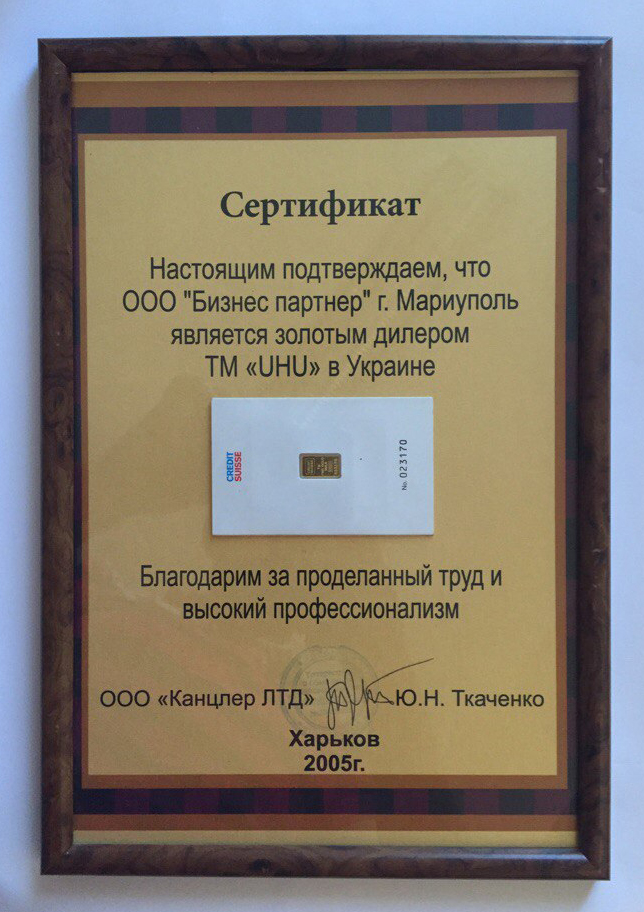 Сертификат
Настоящим подтверждаем, что
ООО "Бизнес партнер" г. Мариуполь
является золотым дилером
ТМ «UHU» в Украине
CREDIT
SUISSE
No. 023170
Благодарим за проделанный труд и
высокий профессионализм
ООО «Канцлер ЛТД» Ю.Н. Ткаченко
Харьков
2005г.